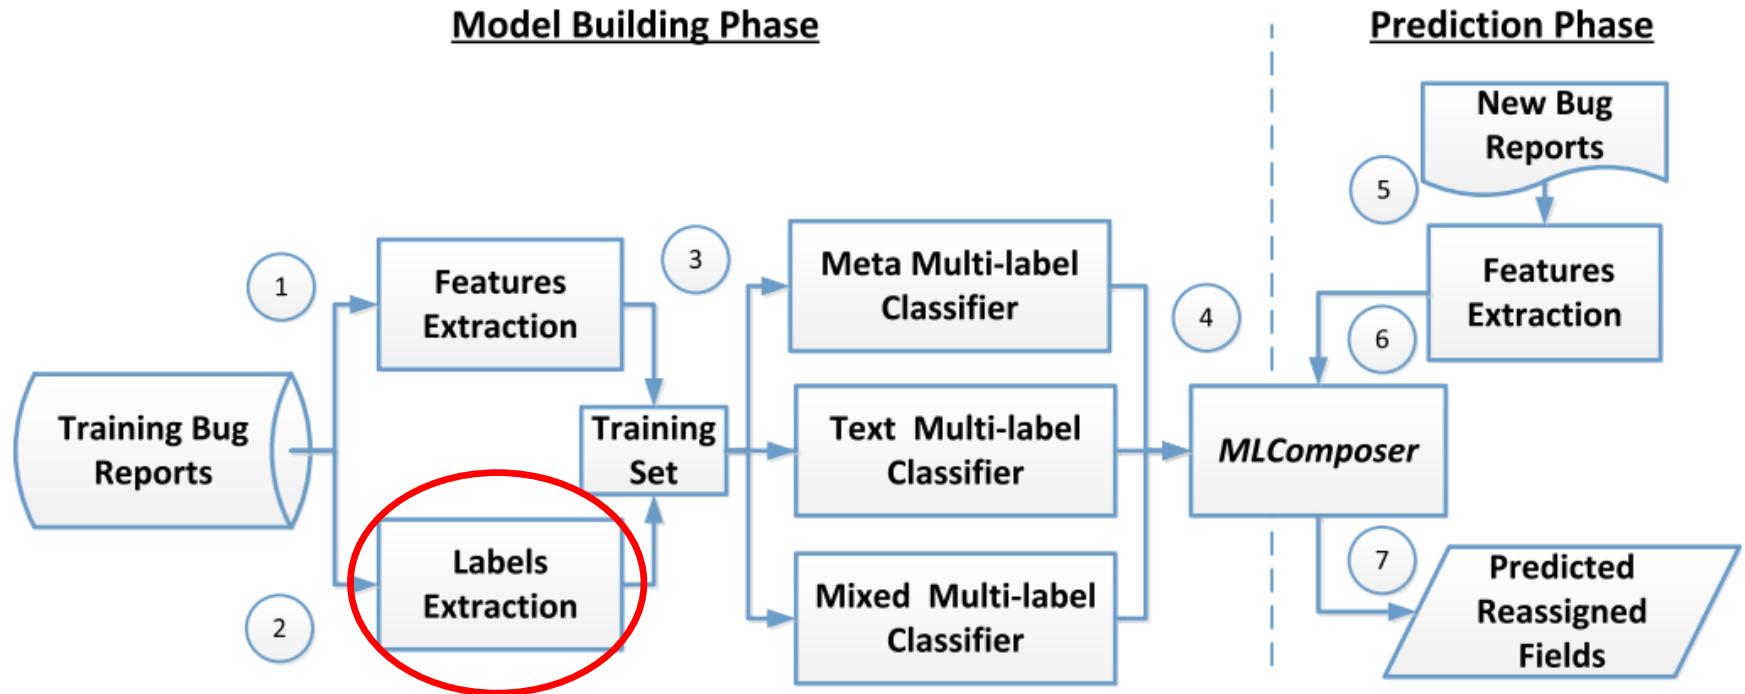 Model Building Phase
Prediction Phase
New Bug
Reports
5
Features
Extraction
6
1
Features
Extraction
3
Meta Multi-label
Classifier
4
Training Bug
Reports
Training
Set
Text Multi-label
Classifier
MLComposer
2
Labels
Extraction
Mixed Multi-label
Classifier
7
Predicted
Reassigned
Fields